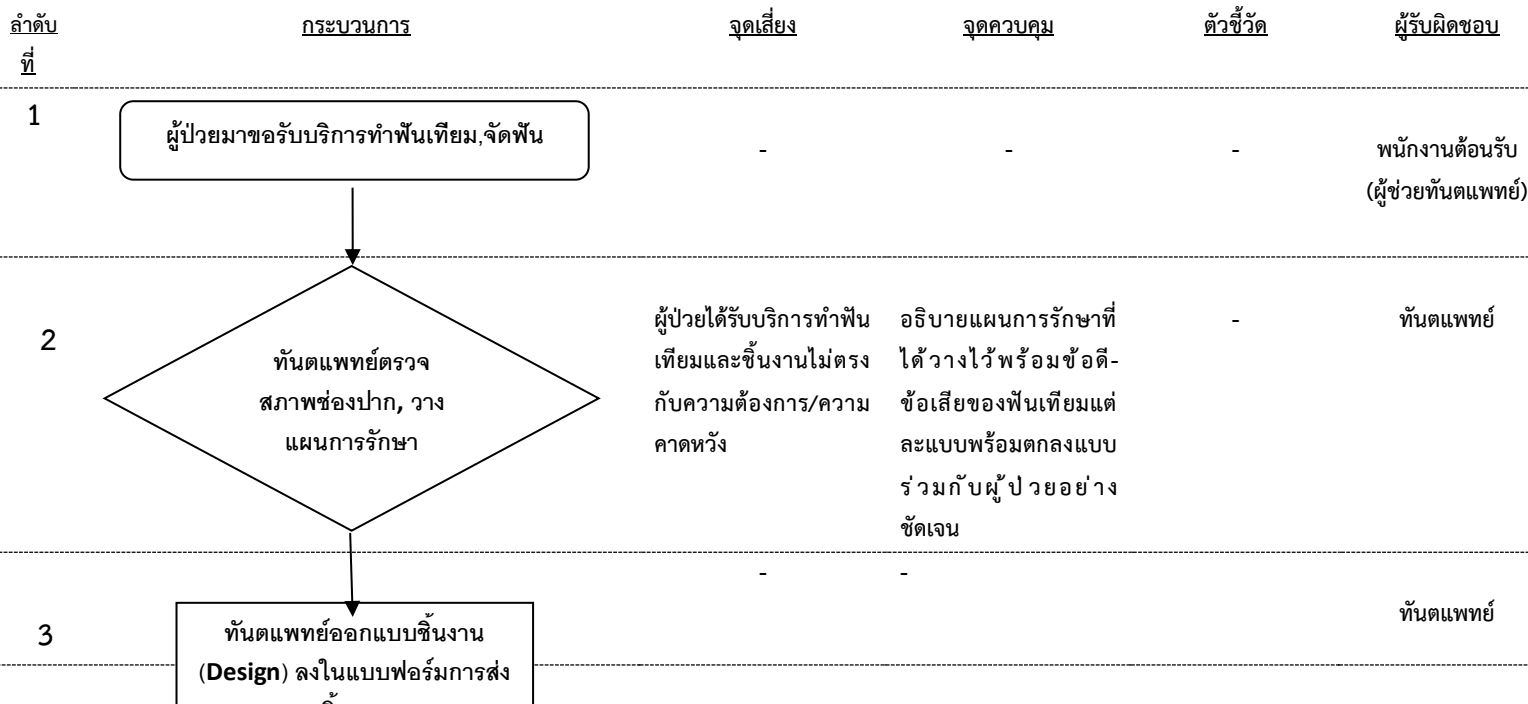 ลำดับที่ กระบวนการ จุดเสี่ยง จุดควบคุม ตัวชี้วัด ผู้รับผิดชอบ
1
ผู้ป่วยมาขอรับบริการทำฟันเทียม,จัดฟัน
-
-
-
พนักงานต้อนรับ
(ผู้ช่วยทันตแพทย์)
2
ทันตแพทย์ตรวจ
สภาพช่องปาก, วาง
แผนการรักษา
ผู้ป่วยได้รับบริการทำฟัน
เทียมและชิ้นงานไม่ตรง
กับความต้องการ/ความ
คาดหวัง
อธิบายแผนการรักษาที่
ได้วางไว้พร้อมข้อดี-
ข้อเสียของฟันเทียมแต่
ละแบบพร้อมตกลงแบบ
ร่วมกับผู้ป่วยอย่าง
ชัดเจน
-
ทันตแพทย์
3
ทันตแพทย์ออกแบบชิ้นงาน
(Design) ลงในแบบฟอร์มการส่ง
-
-
ทันตแพทย์